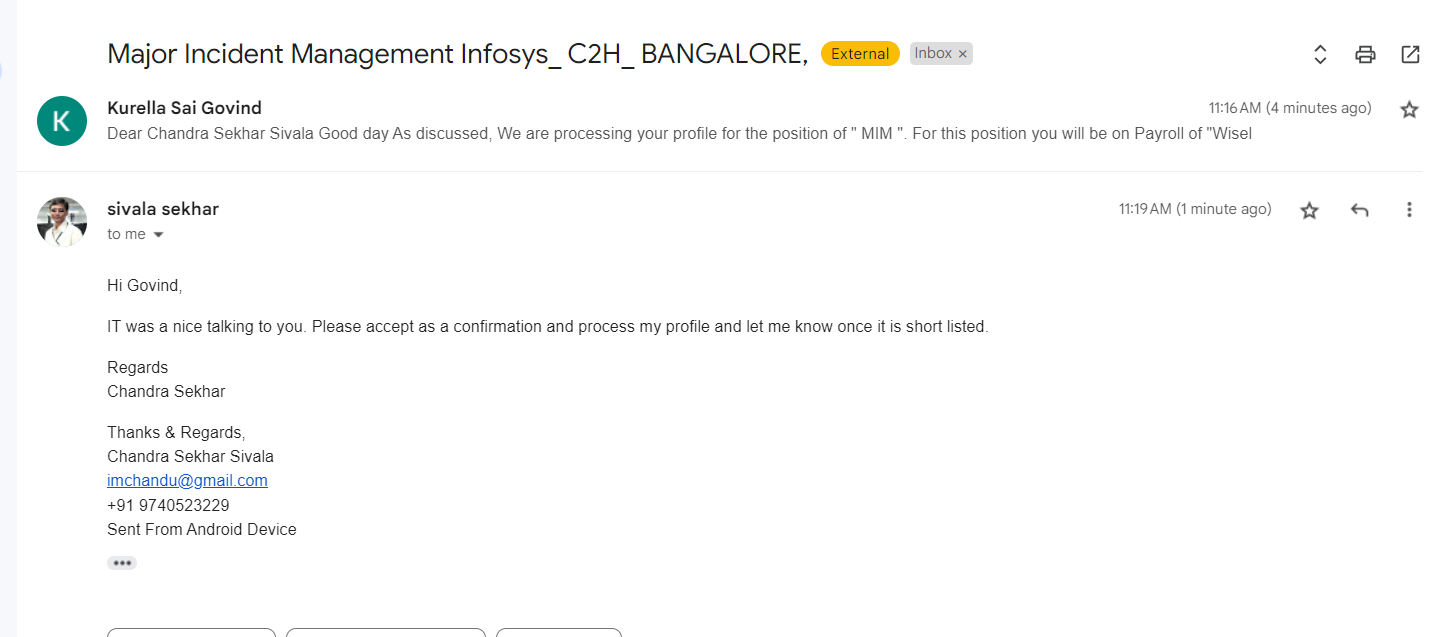 Major Incident Management Infosys_ C2H_ BANGALORE, External Inbox ×
K
Kurella Sai Govind 11:16 AM (4 minutes ago)
Dear Chandra Sekhar Sivala Good day As discussed, We are processing your profile for the position of " MIM ". For this position you will be on Payroll of "Wisel
sivala sekhar 11:19 AM (1 minute ago)
to me
Hi Govind,
IT was a nice talking to you. Please accept as a confirmation and process my profile and let me know once it is short listed.
Regards
Chandra Sekhar
Thanks & Regards,
Chandra Sekhar Sivala
imchandu@gmail.com
+91 9740523229
Sent From Android Device